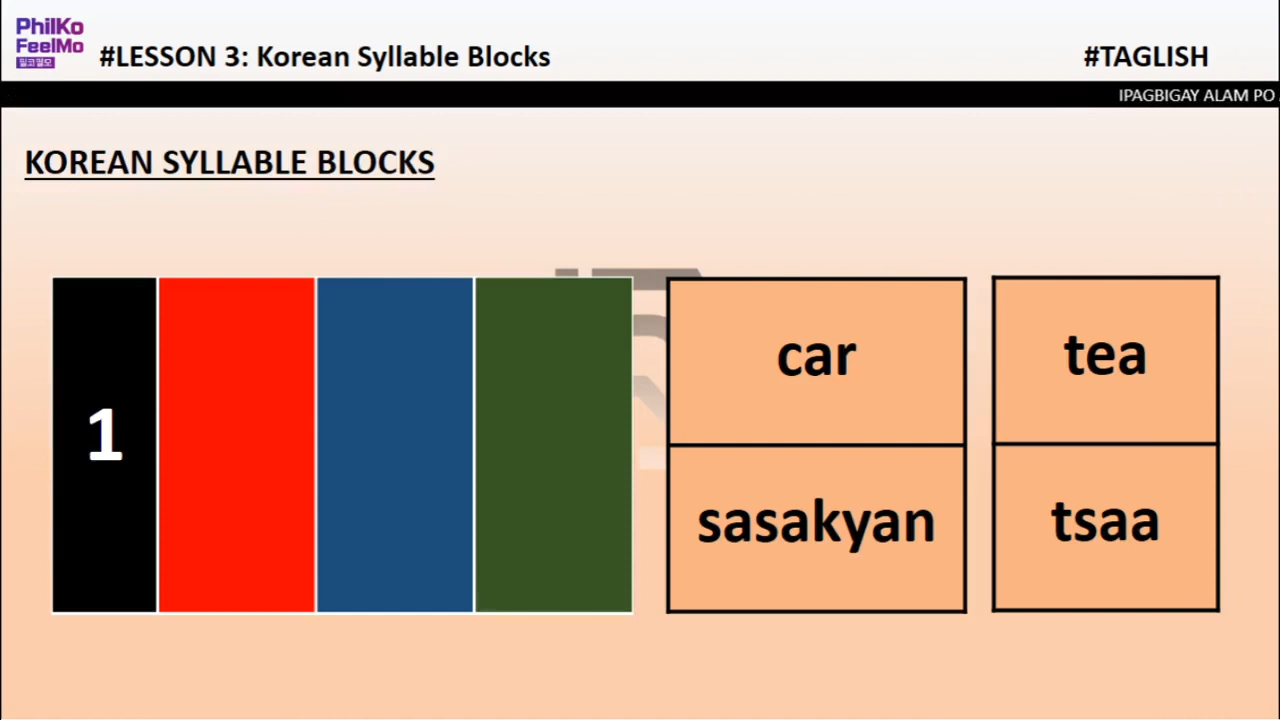 PhilKo
FeelMo
필코필모
#LESSON 3: Korean Syllable Blocks
#TAGLISH
IPAGBIGAY ALAM PO
KOREAN SYLLABLE BLOCKS
1
car
tea
sasakyan
tsaa